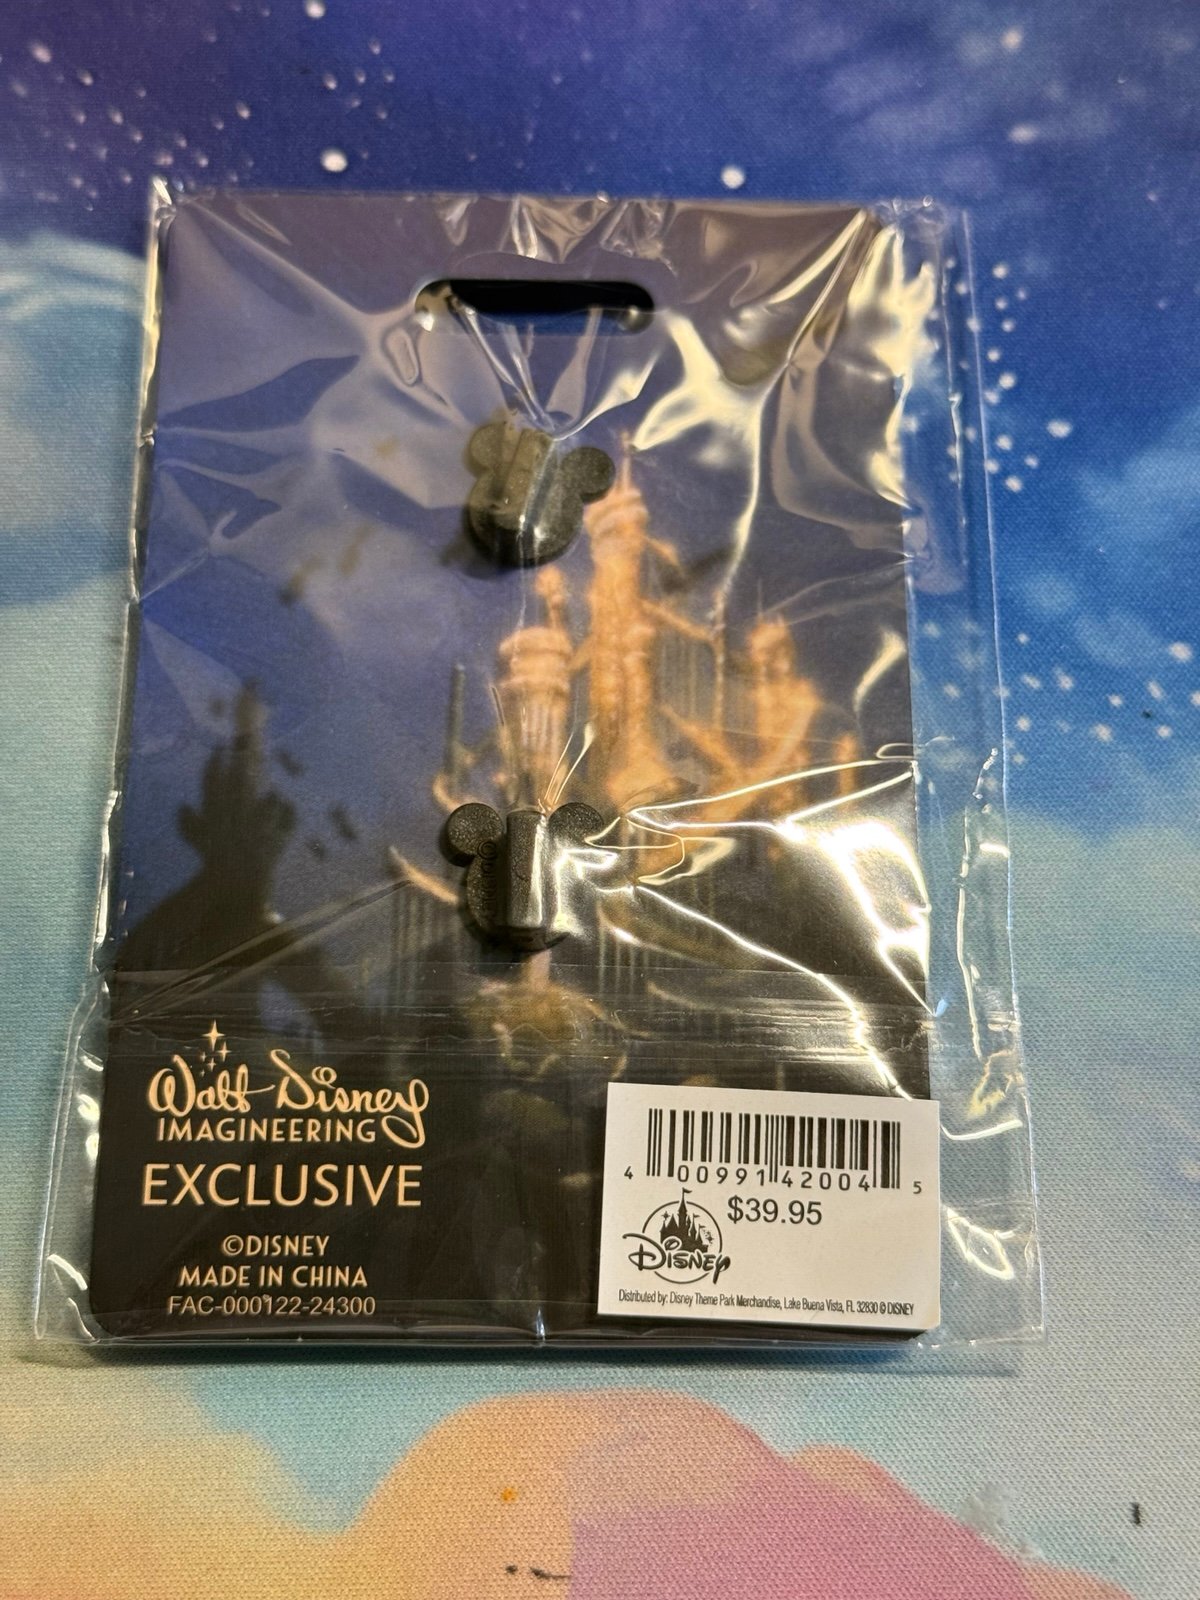 Walt Disney
IMAGINEERING
EXCLUSIVE
©DISNEY
MADE IN CHINA
FAC-000122-24300
4 00991 42004 5
$39.95
Disney
Distributed by: Disney Theme Park Merchandise, Lake Buena Vista, FL 32830 © DISNEY